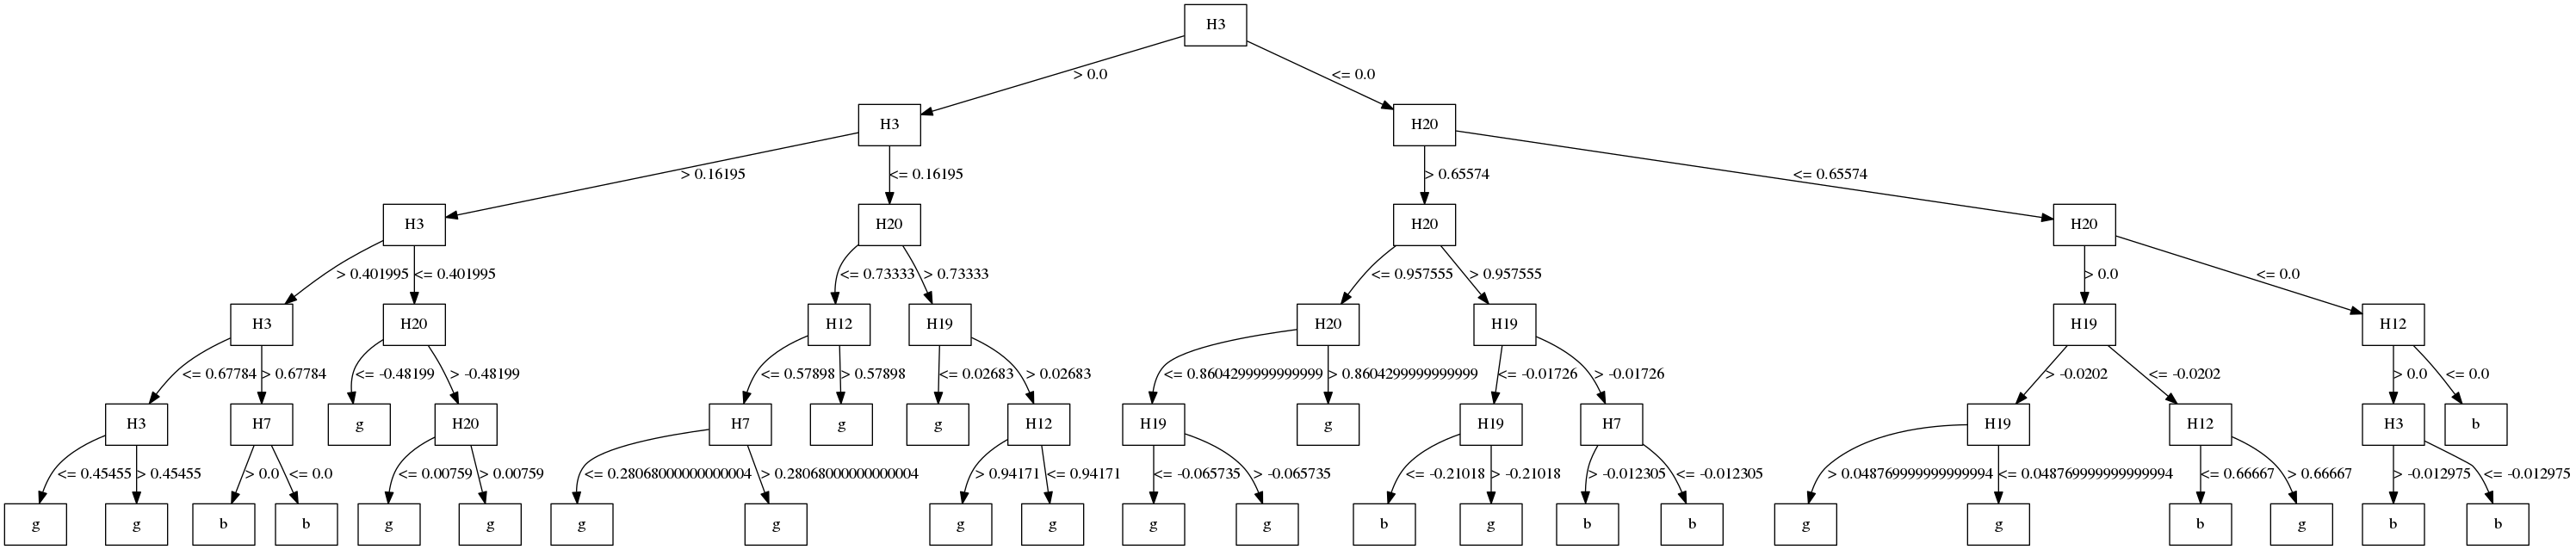 H3
> 0.0
<= 0.0
H3
H20
> 0.16195
<= 0.16195
> 0.65574
<= 0.65574
H3
H20
H20
H20
> 0.401995
<= 0.401995
<= 0.73333
> 0.73333
<= 0.957555
> 0.957555
> 0.0
<= 0.0
H3
H20
H12
H19
H20
H19
H19
H12
<= 0.67784
> 0.67784
<= -0.48199
> -0.48199
<= 0.57898
> 0.57898
<= 0.02683
> 0.02683
<= 0.8604299999999999
> 0.8604299999999999
<= -0.01726
> -0.01726
> -0.0202
<= -0.0202
> 0.0
<= 0.0
H3
H7
g
H20
H7
g
g
H12
H19
g
H19
H7
H19
H12
H3
b
<= 0.45455
> 0.45455
> 0.0
<= 0.0
<= 0.00759
> 0.00759
<= 0.28068000000000004
> 0.28068000000000004
> 0.94171
<= 0.94171
<= -0.065735
> -0.065735
<= -0.21018
> -0.21018
> -0.012305
<= -0.012305
> 0.048769999999999994
<= 0.048769999999999994
<= 0.66667
> 0.66667
> -0.012975
<= -0.012975
g
g
b
b
g
g
g
g
g
g
g
g
b
g
b
b
g
g
b
g
b
b